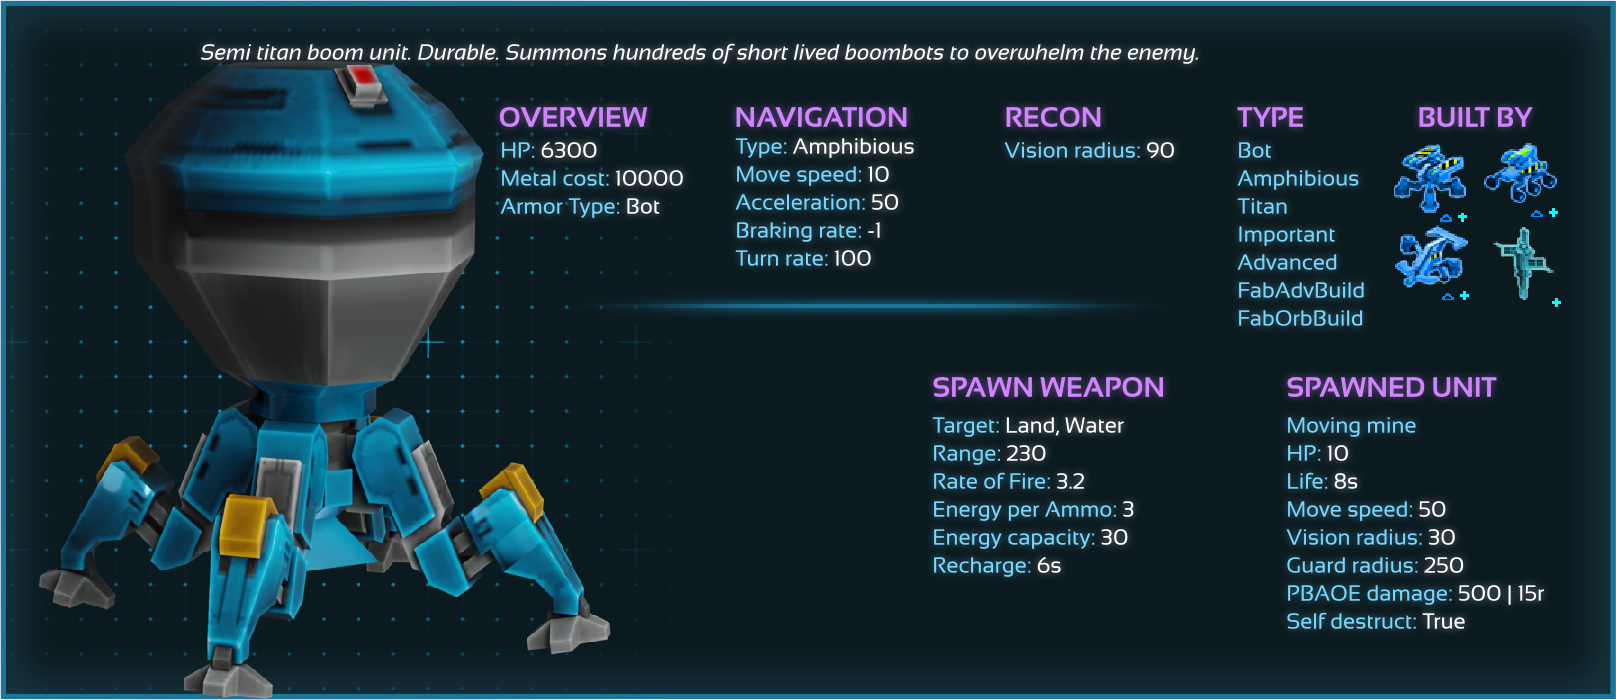 Semi titan boom unit. Durable. Summons hundreds of short lived boombots to overwhelm the enemy.
OVERVIEW
HP: 6300
Metal cost: 10000
Armor Type: Bot
NAVIGATION
Type: Amphibious
Move speed: 10
Acceleration: 50
Braking rate: -1
Turn rate: 100
RECON
Vision radius: 90
TYPE
Bot
Amphibious
Titan
Important
Advanced
FabAdvBuild
FabOrbBuild
BUILT BY
SPAWN WEAPON
Target: Land, Water
Range: 230
Rate of Fire: 3.2
Energy per Ammo: 3
Energy capacity: 30
Recharge: 6s
SPAWNED UNIT
Moving mine
HP: 10
Life: 8s
Move speed: 50
Vision radius: 30
Guard radius: 250
PBAOE damage: 500 | 15r
Self destruct: True